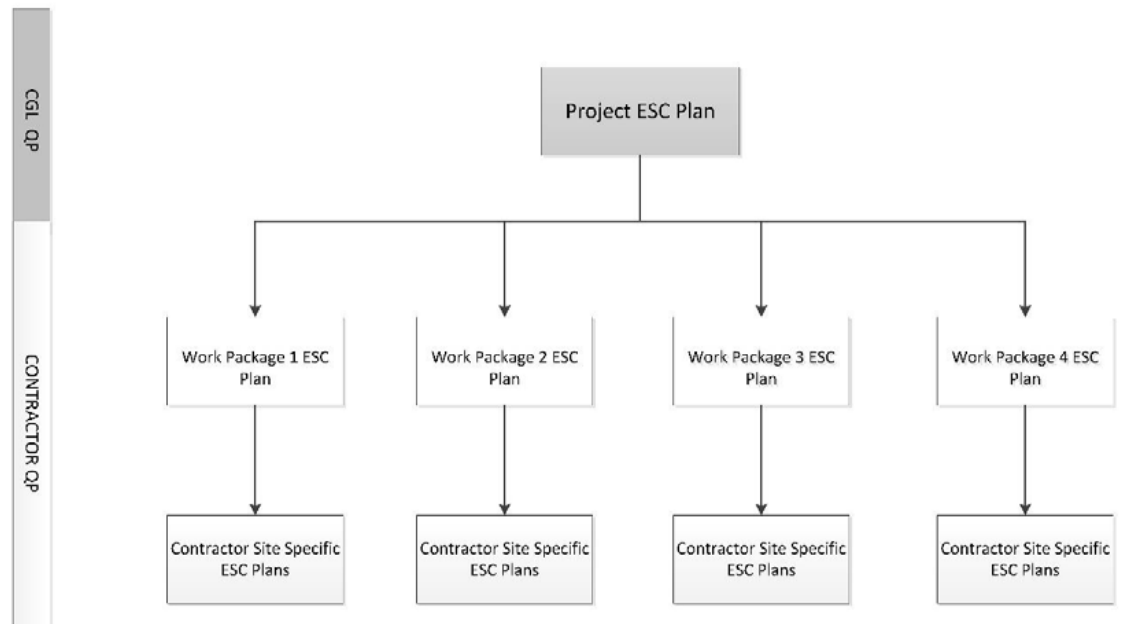 CGL QP
Project ESC Plan
CONTRACTOR QP
Work Package 1 ESC
Plan
Work Package 2 ESC
Plan
Work Package 3 ESC
Plan
Work Package 4 ESC
Plan
Contractor Site Specific
ESC Plans
Contractor Site Specific
ESC Plans
Contractor Site Specific
ESC Plans
Contractor Site Specific
ESC Plans